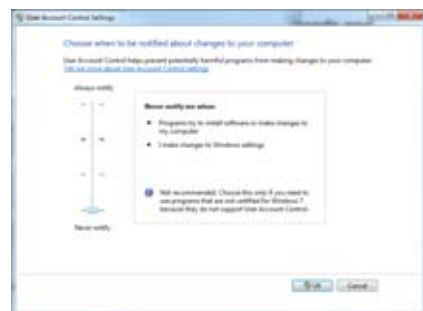 User Account Control Settings
Choose when to be notified about changes to your computer
User Account Control helps prevent potentially harmful programs from making changes to your computer.
Tell me more about User Account Control settings
Always notify
Never notify me when:
• Programs try to install software or make changes to
my computer
• I make changes to Windows settings
Not recommended. Choose this only if you need to
use programs that are not certified for Windows 7
because they do not support User Account Control.
Never notify
OK
Cancel